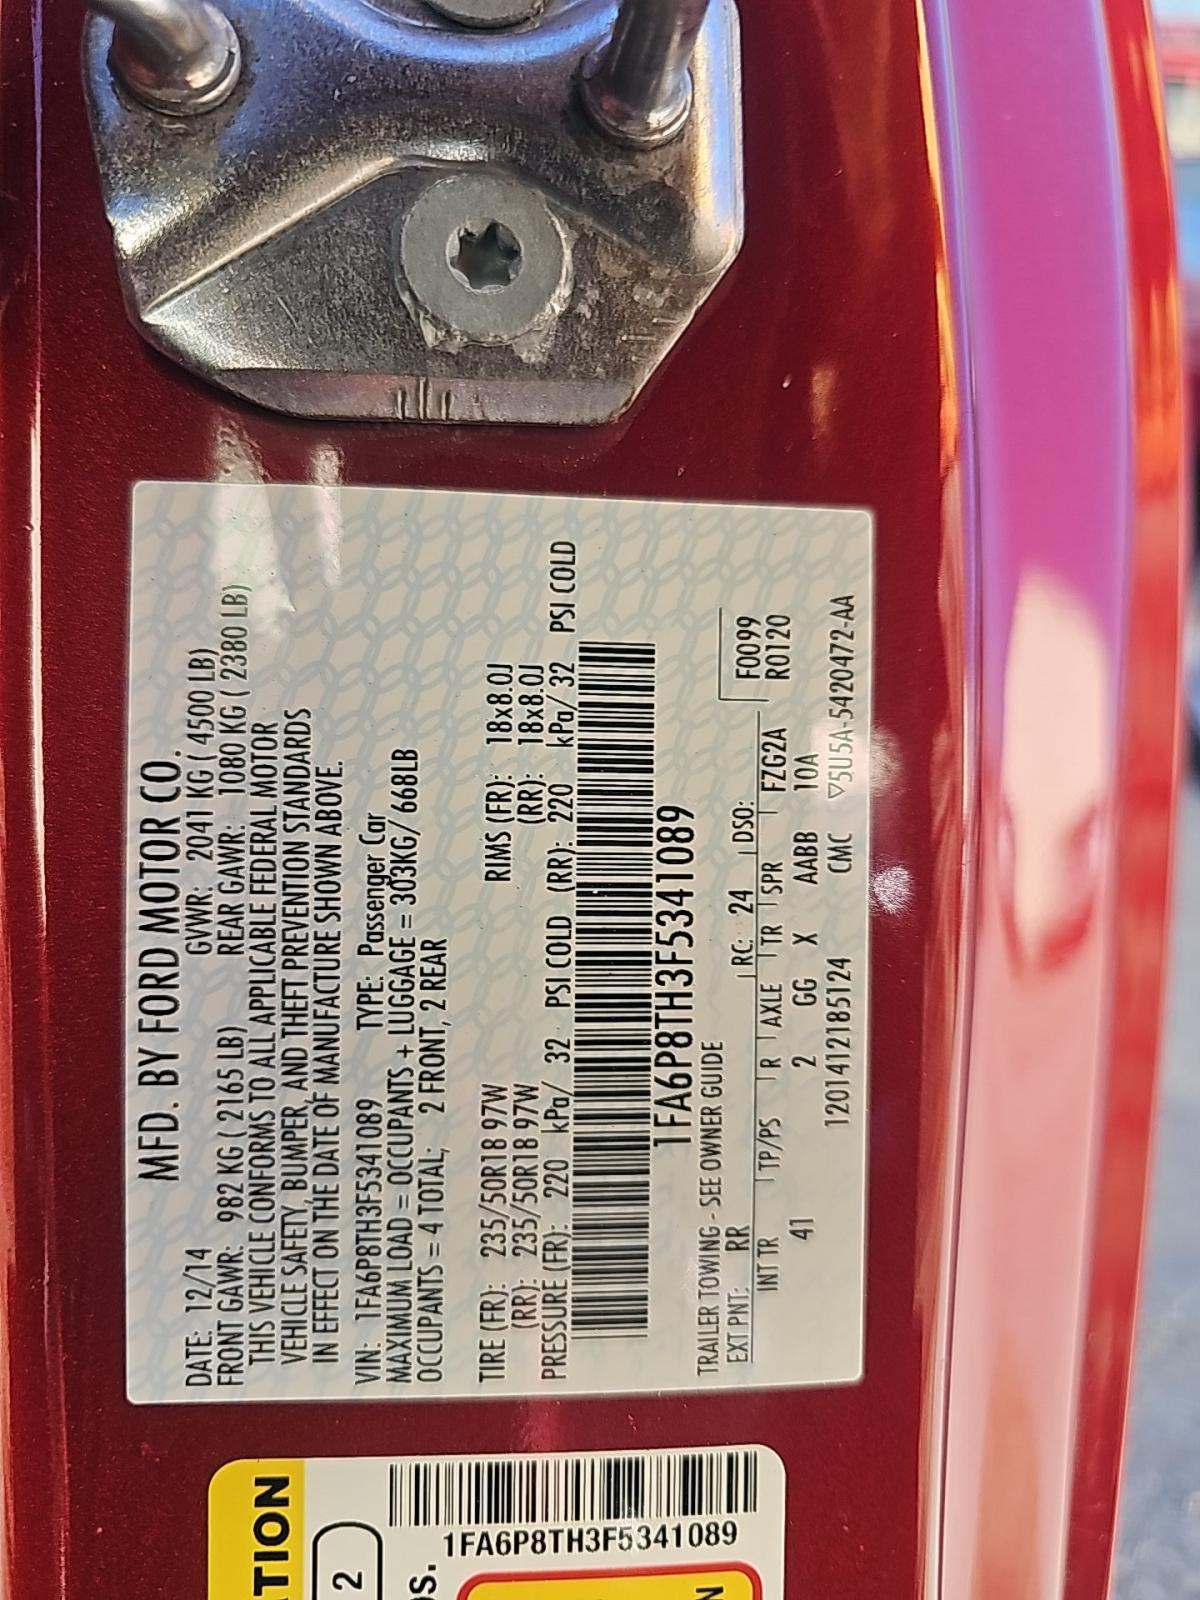 MFD. BY FORD MOTOR CO.
DATE: 12/14 GVWR: 2041 KG ( 4500 LB)
FRONT GAWR: 982 KG ( 2165 LB) REAR GAWR: 1080 KG ( 2380 LB)
THIS VEHICLE CONFORMS TO ALL APPLICABLE FEDERAL MOTOR
VEHICLE SAFETY, BUMPER, AND THEFT PREVENTION STANDARDS
IN EFFECT ON THE DATE OF MANUFACTURE SHOWN ABOVE.
VIN: 1FA6P8TH3F5341089 TYPE: Passenger Car
MAXIMUM LOAD = OCCUPANTS + LUGGAGE = 303KG/ 668LB
OCCUPANTS = 4 TOTAL; 2 FRONT, 2 REAR
TIRE (FR): 235/50R18 97W RIMS (FR): 18x8.0J
(RR): 235/50R18 97W (RR): 18x8.0J
PRESSURE (FR): 220 kPa/ 32 PSI COLD (RR): 220 kPa/ 32 PSI COLD
1FA6P8TH3F5341089
TRAILER TOWING - SEE OWNER GUIDE
F0099
EXT PNT: RR RC: 24 DSO: R0120
INT TR TP/PS R AXLE TR SPR FZG2A
41 2 GG X AABB 10A
12014121185124 CMC ▽5U5A-5420472-AA
ATION
2
OS.
1FA6P8TH3F5341089
N